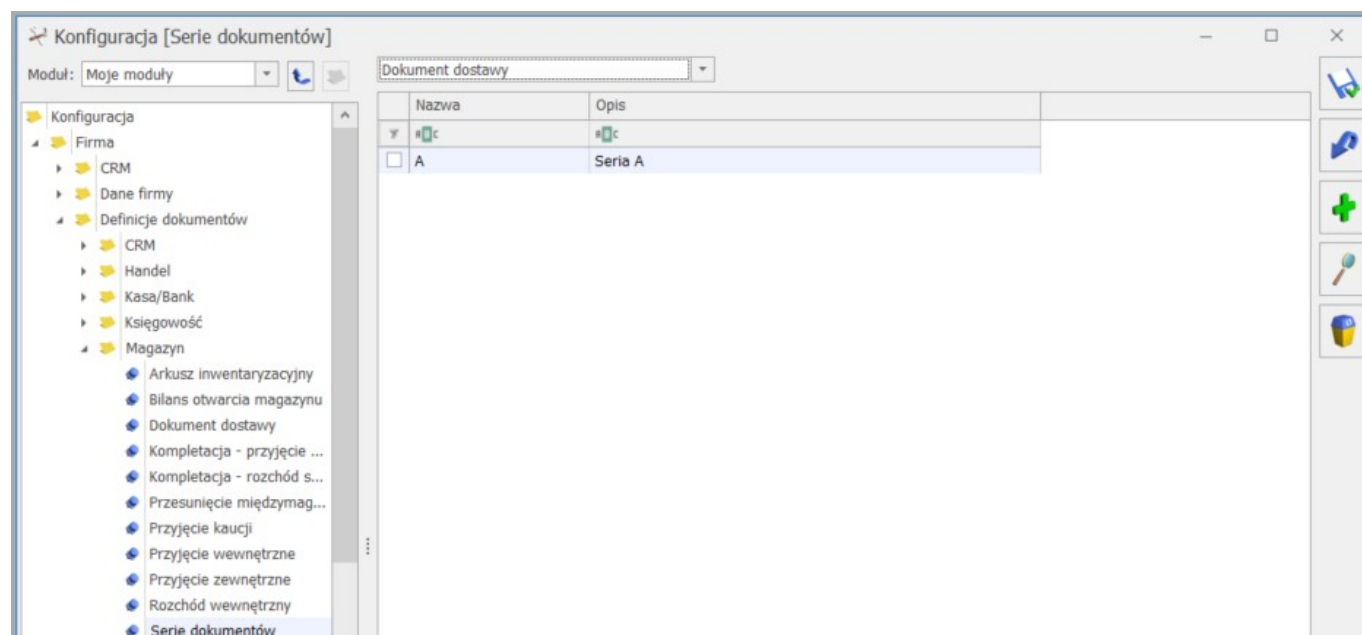 Konfiguracja [Serie dokumentów]
Moduł: Moje moduły
Dokument dostawy
Nazwa Opis
A Seria A
Konfiguracja
Firma
CRM
Dane firmy
Definicje dokumentów
CRM
Handel
Kasa/Bank
Księgowość
Magazyn
Arkusz inwentaryzacyjny
Bilans otwarcia magazynu
Dokument dostawy
Kompletacja - przyjęcie ...
Kompletacja - rozchód s...
Przesunięcie międzymag...
Przyjęcie kaucji
Przyjęcie wewnętrzne
Przyjęcie zewnętrzne
Rozchód wewnętrzny
Serie dokumentów